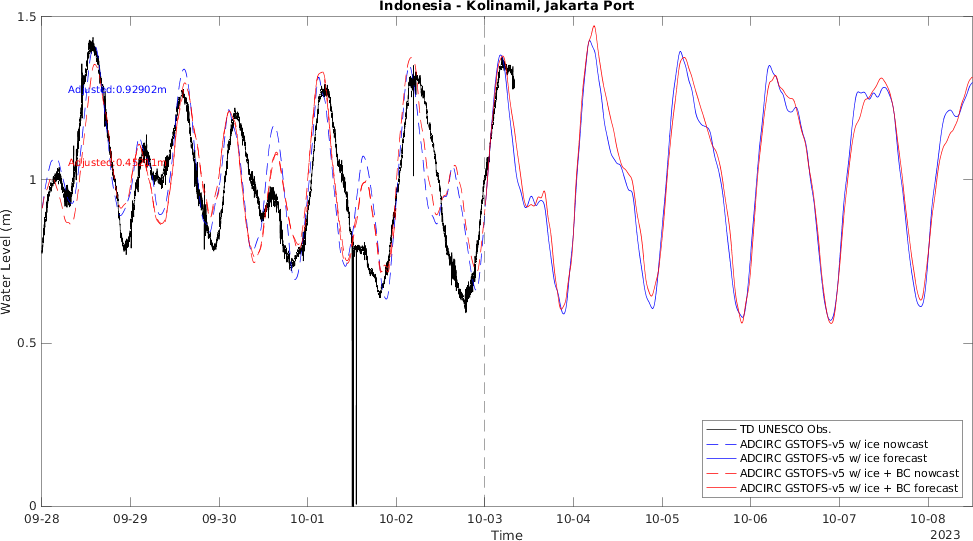 Indonesia - Kolinamil, Jakarta Port
1.5
1
0.5
0
Water Level (m)
Adjusted:0.92902m
TD UNESCO Obs.
ADCIRC GSTOFS-v5 w/ ice nowcast
ADCIRC GSTOFS-v5 w/ ice forecast
ADCIRC GSTOFS-v5 w/ ice + BC nowcast
ADCIRC GSTOFS-v5 w/ ice + BC forecast
09-28 09-29 09-30 10-01 10-02 10-03 10-04 10-05 10-06 10-07 10-08
Time
2023